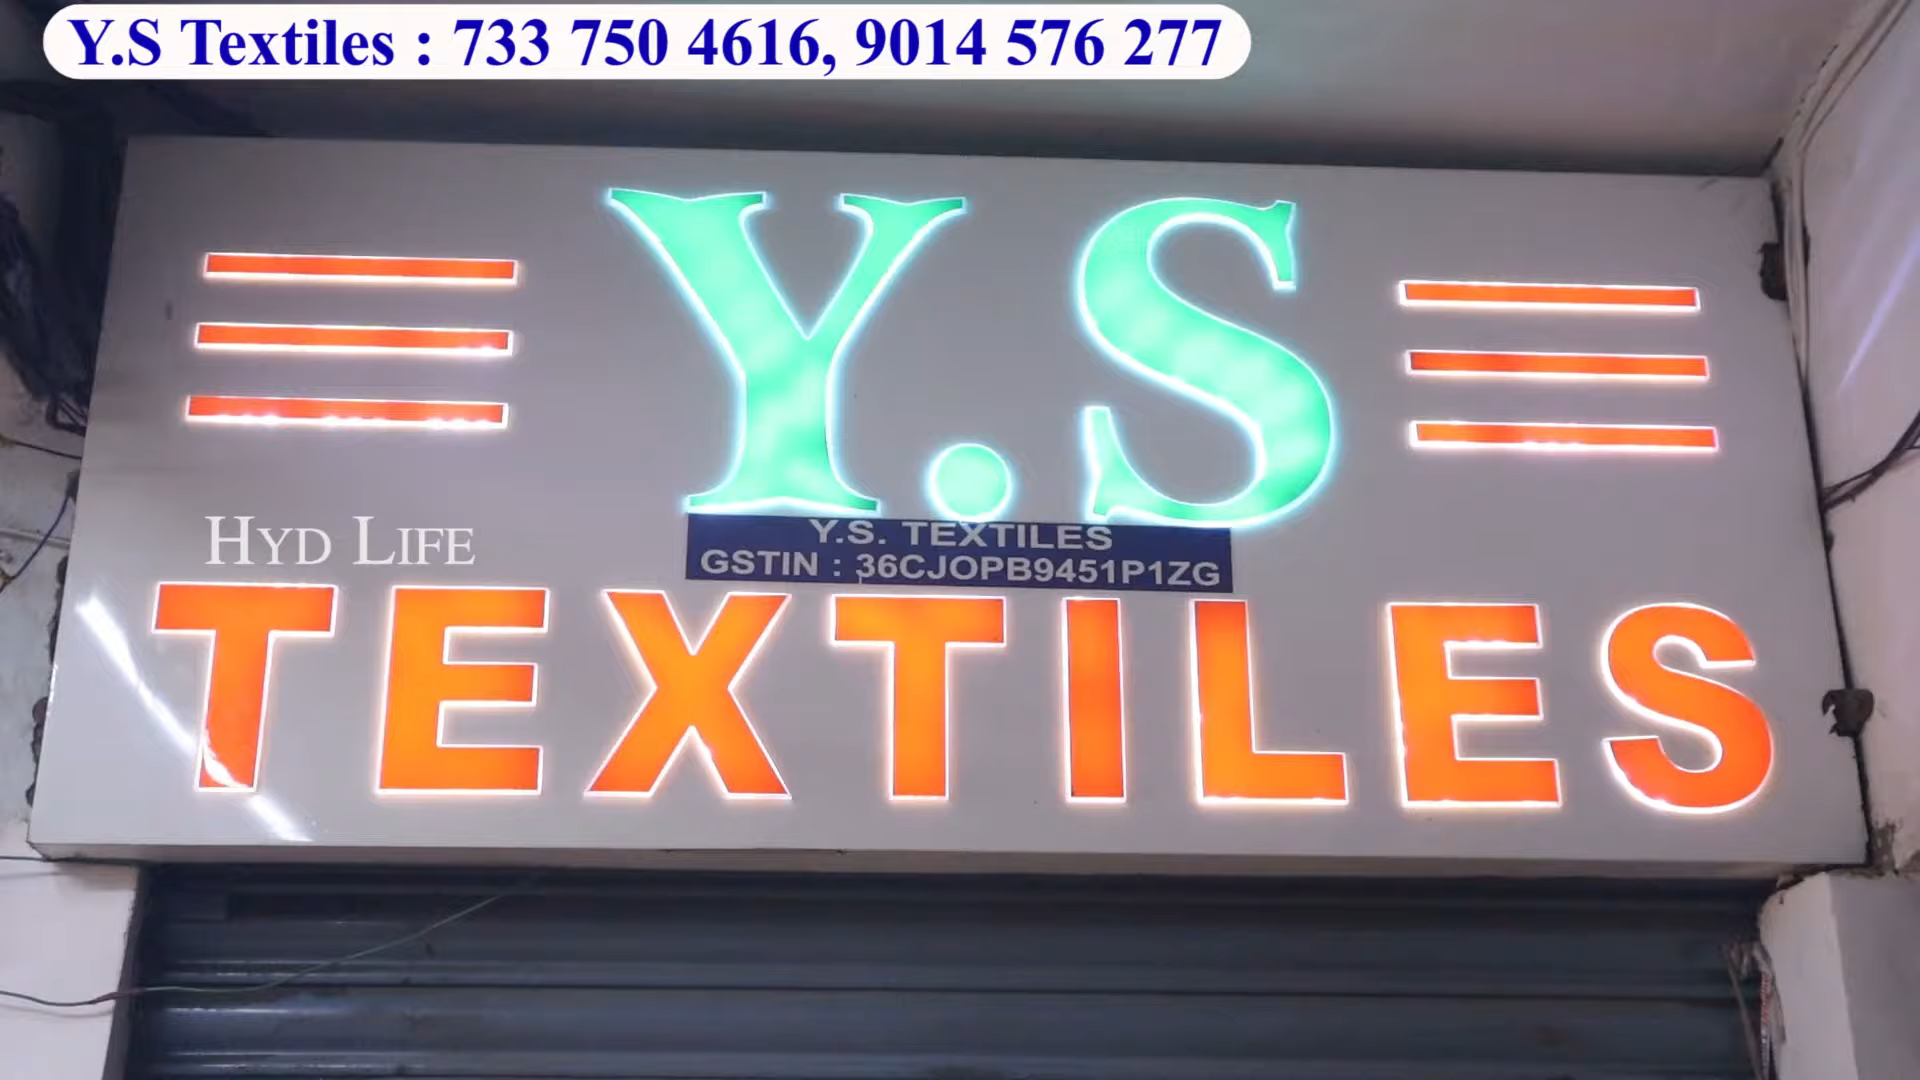 Y.S Textiles : 733 750 4616, 9014 576 277
Y.S
Y.S. TEXTILES
GSTIN : 36CJOPB9451P1ZG
HYD LIFE
TEXTILES